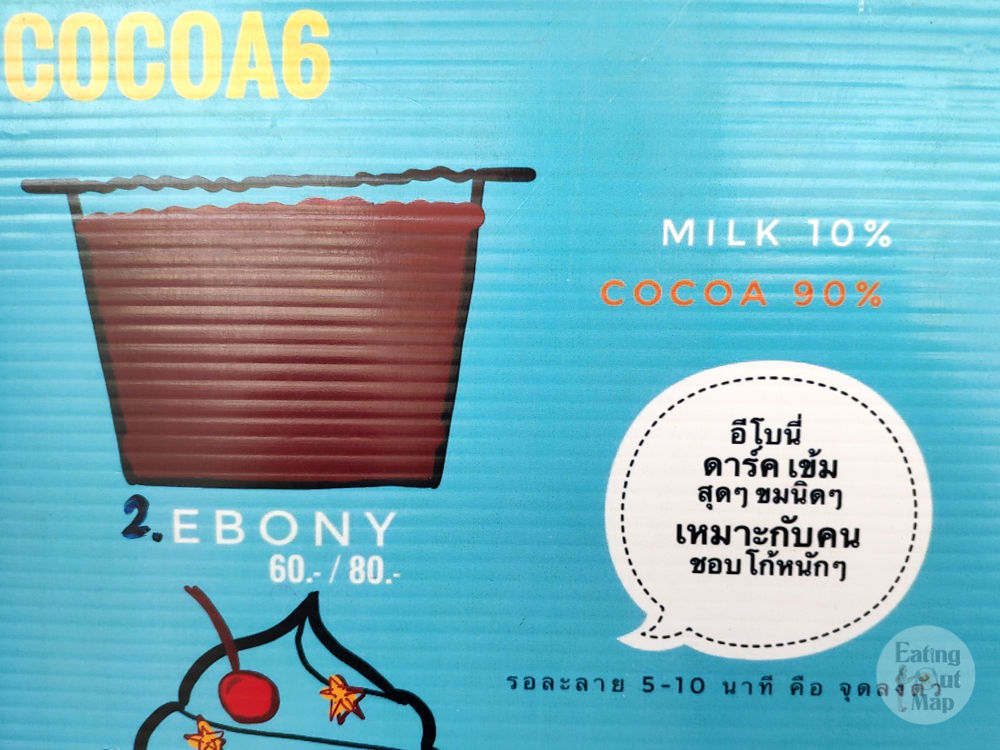 COCOA6
MILK 10%
COCOA 90%
อีโบนี่
ดาร์ค เข้ม
สุดๆ ขมนิดๆ
เหมาะกับคน
ชอบโก้หนักๆ
2. EBONY
60.- / 80.-
รอละลาย 5-10 นาที คือ จุดลงตัว
Eating
Out
Map